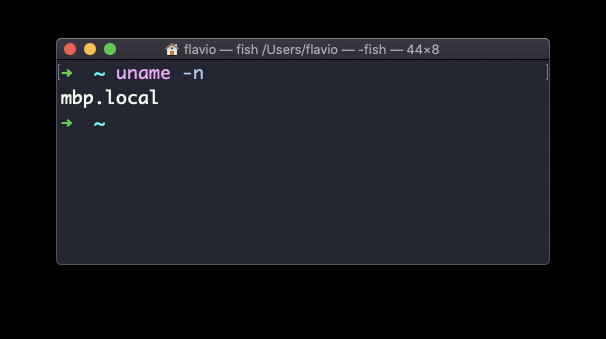 flavio — fish /Users/flavio — -fish — 44×8
➜ ~ uname -n
mbp.local
➜ ~